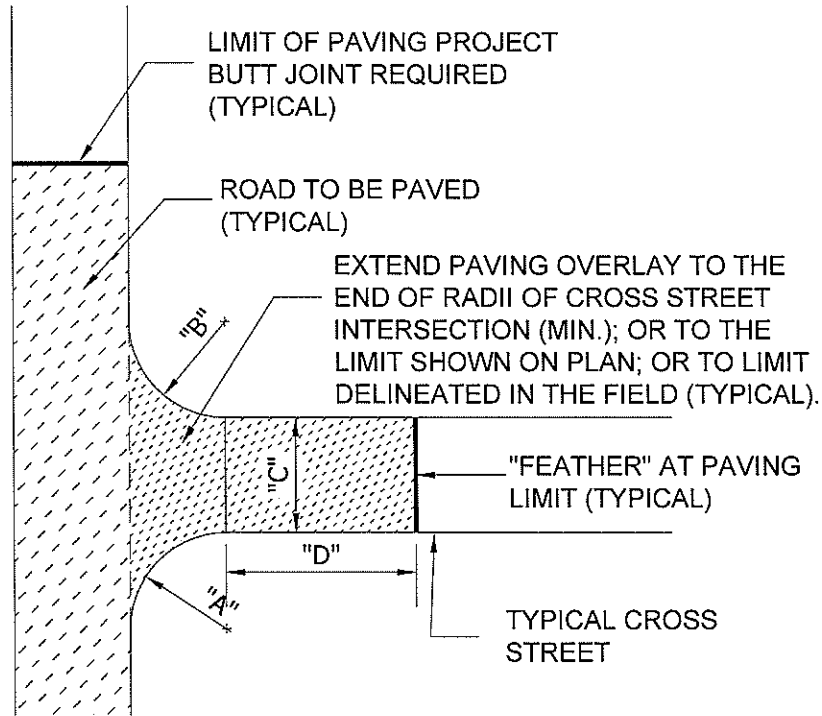 LIMIT OF PAVING PROJECT
BUTT JOINT REQUIRED
(TYPICAL)
ROAD TO BE PAVED
(TYPICAL)
EXTEND PAVING OVERLAY TO THE
END OF RADII OF CROSS STREET
INTERSECTION (MIN.); OR TO THE
LIMIT SHOWN ON PLAN; OR TO LIMIT
DELINEATED IN THE FIELD (TYPICAL).
"B"
"C"
"FEATHER" AT PAVING
LIMIT (TYPICAL)
"D"
"A"
TYPICAL CROSS
STREET